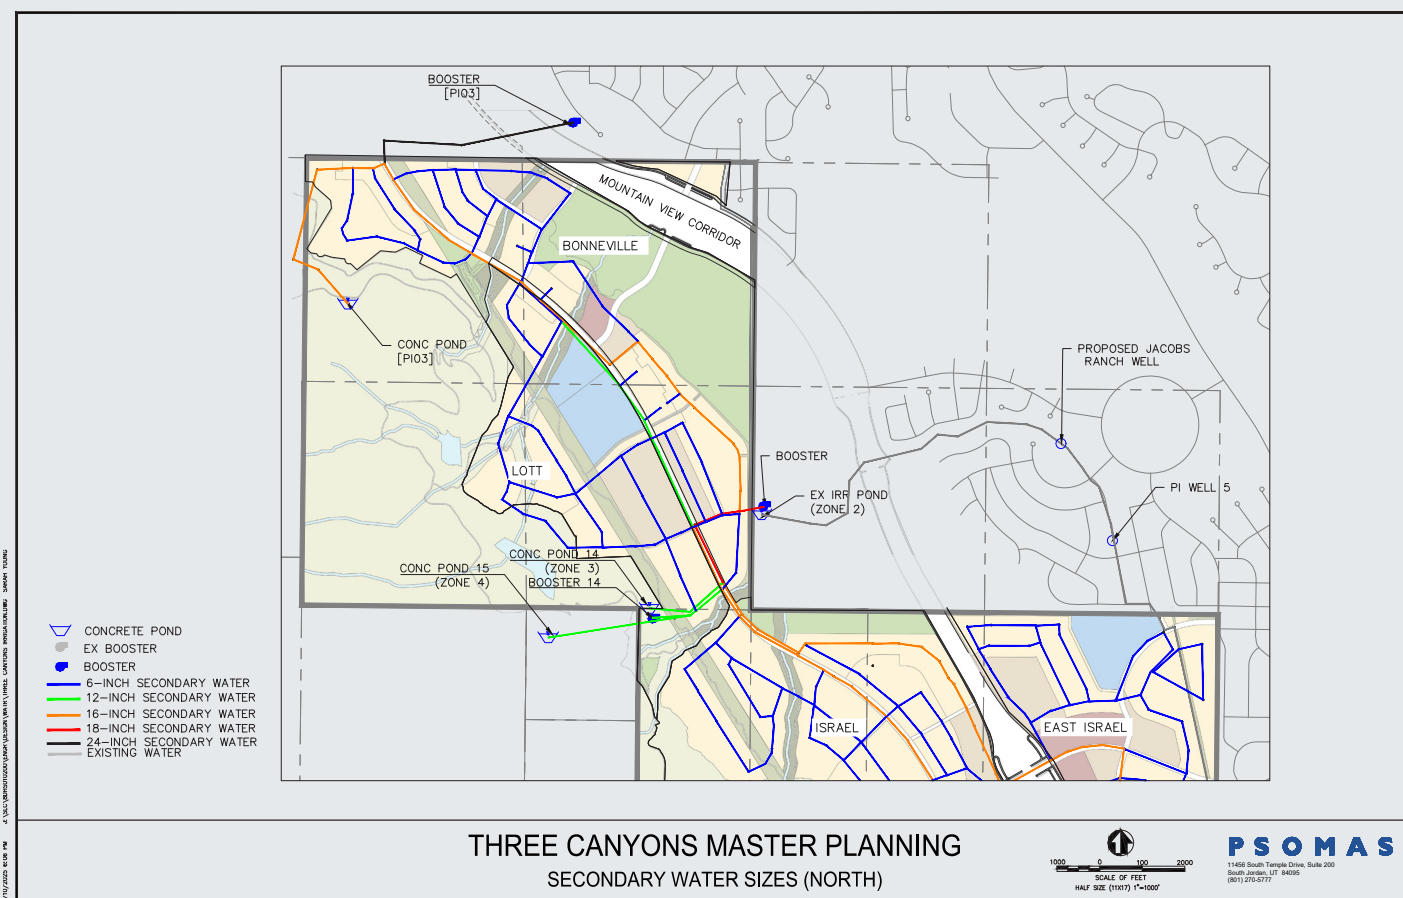 BOOSTER
[PI03]
MOUNTAIN VIEW CORRIDOR
BONNEVILLE
CONC POND
[PI03]
PROPOSED JACOBS
RANCH WELL
LOTT
BOOSTER
EX IRR POND
(ZONE 2)
PI WELL 5
CONC POND 14
(ZONE 3)
BOOSTER 14
CONC POND 15
(ZONE 4)
ISRAEL
EAST ISRAEL
CONCRETE POND
EX BOOSTER
BOOSTER
6-INCH SECONDARY WATER
12-INCH SECONDARY WATER
16-INCH SECONDARY WATER
18-INCH SECONDARY WATER
24-INCH SECONDARY WATER
EXISTING WATER
THREE CANYONS MASTER PLANNING
SECONDARY WATER SIZES (NORTH)
1000 0 100 2000
SCALE OF FEET
HALF SIZE (11X17) 1"=1000'
PSOMAS
11456 South Temple Drive, Suite 200
South Jordan, UT 84095
(801) 270-5777